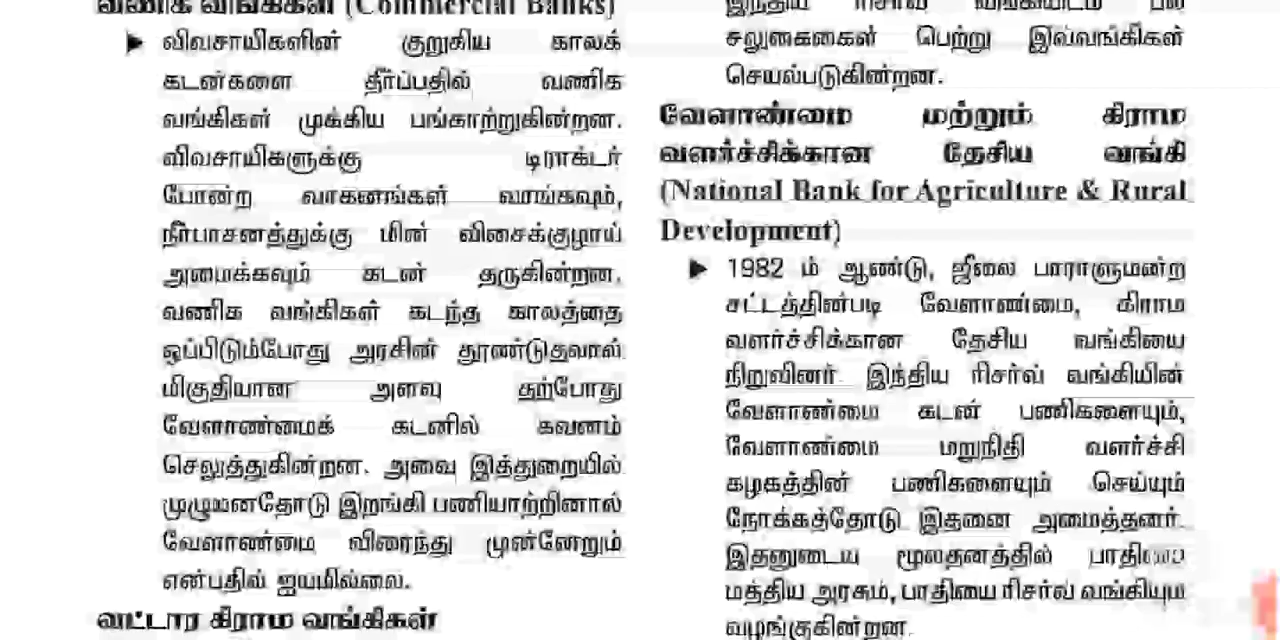 வணிக வங்கிகள் (Commercial Banks)
விவசாயிகளின் குறுகிய காலக்
கடன்களை தீர்ப்பதில் வணிக
வங்கிகள் முக்கிய பங்காற்றுகின்றன.
விவசாயிகளுக்கு டிராக்டர்
போன்ற வாகனங்கள் வாங்கவும்,
நீர்பாசனத்துக்கு மின் விசைக்குழாய்
அமைக்கவும் கடன் தருகின்றன.
வணிக வங்கிகள் கடந்த காலத்தை
ஒப்பிடும்போது அரசின் தூண்டுதலால்
மிகுதியான அளவு தற்போது
வேளாண்மைக் கடனில் கவனம்
செலுத்துகின்றன. அவை இத்துறையில்
முழுமனதோடு இறங்கி பணியாற்றினால்
வேளாண்மை விரைந்து முன்னேறும்
என்பதில் ஐயமில்லை.
வட்டார கிராம வங்கிகள்
இந்திய ரிசர்வ் வங்கியிடம் பல
சலுகைகைகள் பெற்று இவ்வங்கிகள்
செயல்படுகின்றன.
வேளாண்மை மற்றும் கிராம
வளர்ச்சிக்கான தேசிய வங்கி
(National Bank for Agriculture & Rural
Development)
1982 ம் ஆண்டு, ஜீலை பாராளுமன்ற
சட்டத்தின்படி வேளாண்மை, கிராம
வளர்ச்சிக்கான தேசிய வங்கியை
நிறுவினர். இந்திய ரிசர்வ் வங்கியின்
வேளாண்மை கடன் பணிகளையும்,
வேளாண்மை மறுநிதி வளர்ச்சி
கழகத்தின் பணிகளையும் செய்யும்
நோக்கத்தோடு இதனை அமைத்தனர்.
இதனுடைய மூலதனத்தில் பாதியை
மத்திய அரசும், பாதியை ரிசர்வ் வங்கியும்
வழங்குகின்றன.